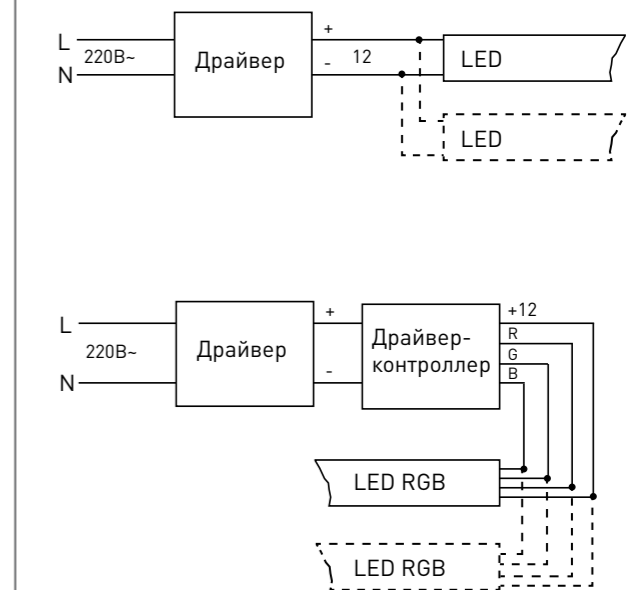 L
220В~
N
Драйвер
+
-
12
LED
LED
L
220В~
N
Драйвер
+
-
Драйвер-
контроллер
+12
R
G
B
LED RGB
LED RGB